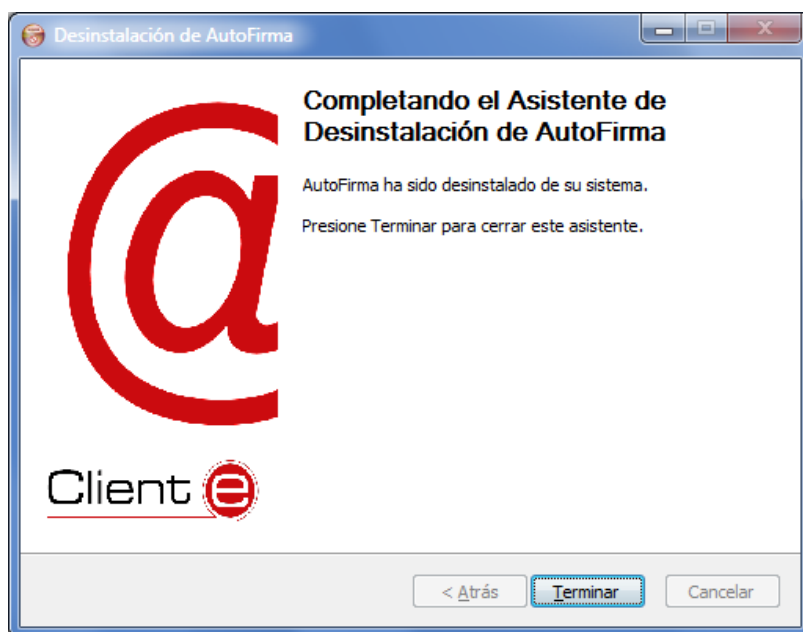 Desinstalación de AutoFirma
Completando el Asistente de
Desinstalación de AutoFirma
AutoFirma ha sido desinstalado de su sistema.
Presione Terminar para cerrar este asistente.
@
Client e
< Atrás Terminar Cancelar